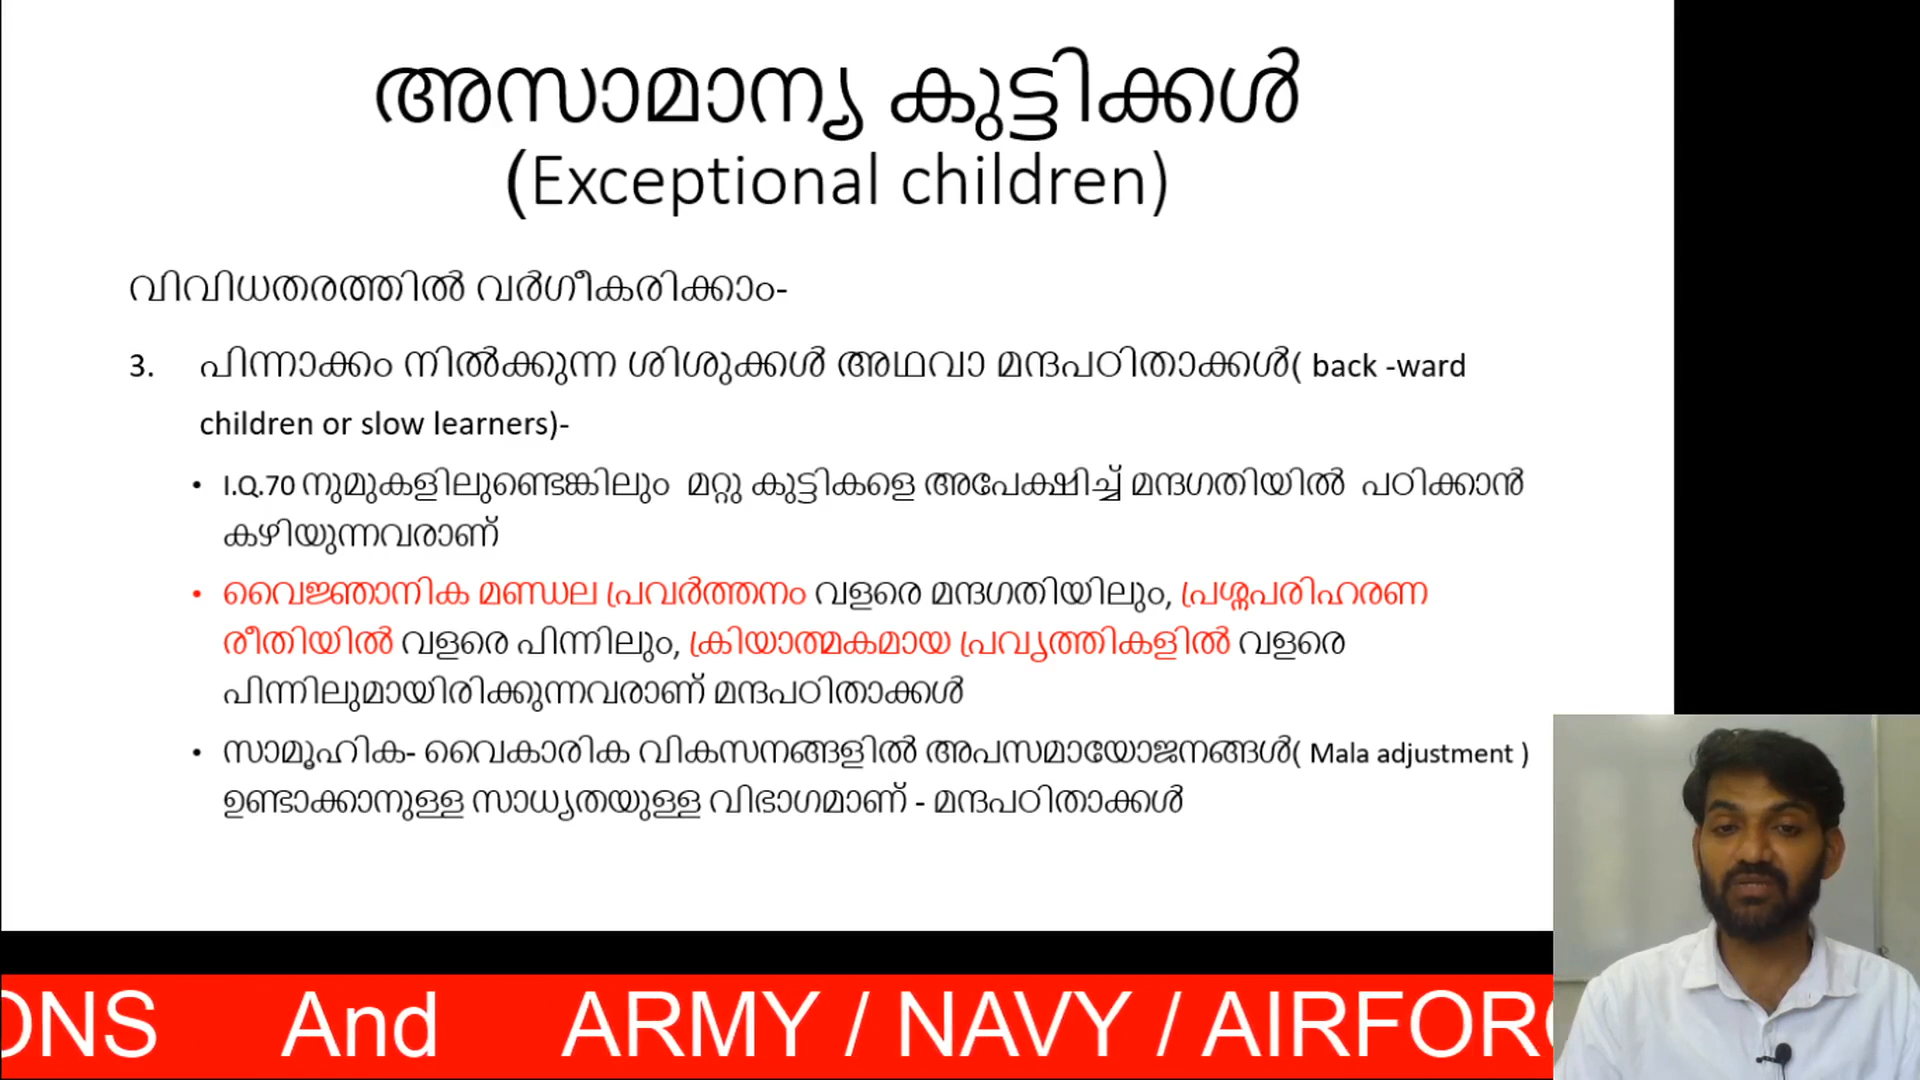 അസാമാന്യ കുട്ടിക്കൾ
(Exceptional children)
വിവിധതരത്തിൽ വർഗീകരിക്കാം-
3. പിന്നാക്കം നിൽക്കുന്ന ശിശുക്കൾ അഥവാ മന്ദപഠിതാക്കൾ( back -ward
children or slow learners)-
• I.Q.70 നുമുകളിലുണ്ടെങ്കിലും മറ്റു കുട്ടികളെ അപേക്ഷിച്ച് മന്ദഗതിയിൽ പഠിക്കാൻ
കഴിയുന്നവരാണ്
• വൈജ്ഞാനിക മണ്ഡല പ്രവർത്തനം വളരെ മന്ദഗതിയിലും, പ്രശ്നപരിഹരണ
രീതിയിൽ വളരെ പിന്നിലും, ക്രിയാത്മകമായ പ്രവൃത്തികളിൽ വളരെ
പിന്നിലുമായിരിക്കുന്നവരാണ് മന്ദപഠിതാക്കൾ
• സാമൂഹിക- വൈകാരിക വികസനങ്ങളിൽ അപസമായോജനങ്ങൾ( Mala adjustment )
ഉണ്ടാക്കാനുള്ള സാധ്യതയുള്ള വിഭാഗമാണ് - മന്ദപഠിതാക്കൾ
ONS And ARMY / NAVY / AIRFORC